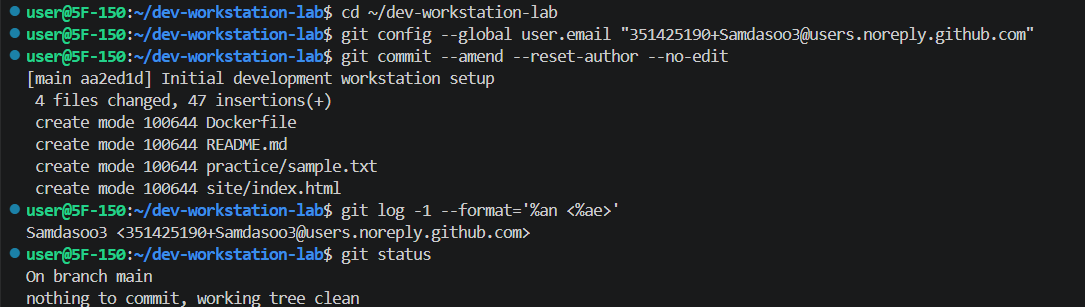 user@5F-150:~/dev-workstation-lab$ cd ~/dev-workstation-lab
user@5F-150:~/dev-workstation-lab$ git config --global user.email "351425190+Samdasoo3@users.noreply.github.com"
user@5F-150:~/dev-workstation-lab$ git commit --amend --reset-author --no-edit
[main aa2ed1d] Initial development workstation setup
 4 files changed, 47 insertions(+)
 create mode 100644 Dockerfile
 create mode 100644 README.md
 create mode 100644 practice/sample.txt
 create mode 100644 site/index.html
user@5F-150:~/dev-workstation-lab$ git log -1 --format='%an <%ae>'
Samdasoo3 <351425190+Samdasoo3@users.noreply.github.com>
user@5F-150:~/dev-workstation-lab$ git status
On branch main
nothing to commit, working tree clean